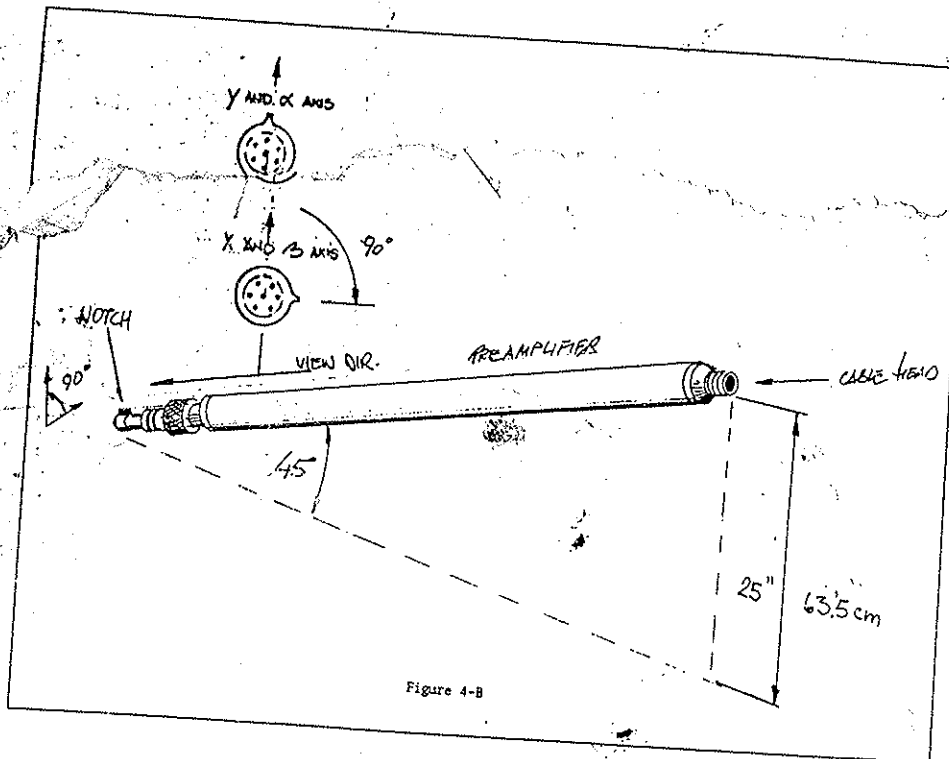 Y AND α AXIS
X AND β AXIS
90°
NOTCH
90°
VIEW DIR.
PREAMPLIFIER
CABLE HEAD
45°
25"
63.5 cm
Figure 4-B